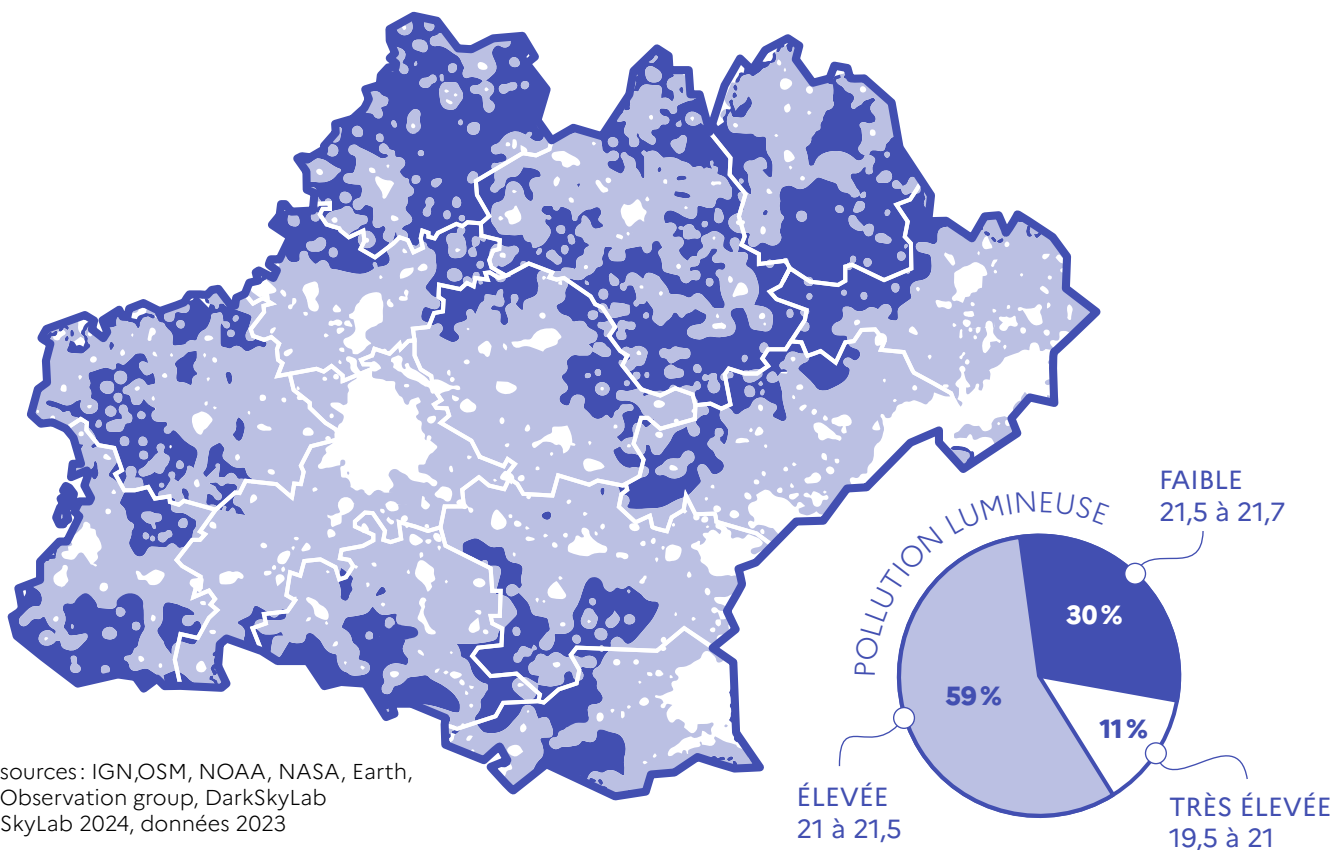 POLLUTION LUMINEUSE
FAIBLE
21,5 à 21,7
30 %
59 %
11 %
ÉLEVÉE
21 à 21,5
TRÈS ÉLEVÉE
19,5 à 21
sources : IGN,OSM, NOAA, NASA, Earth,
Observation group, DarkSkyLab
SkyLab 2024, données 2023